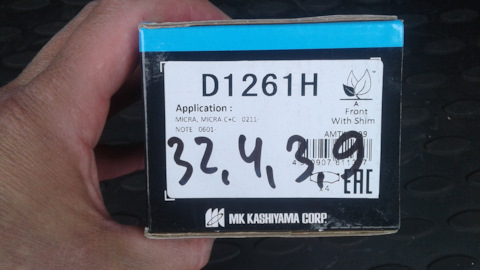 D1261H
Application :
MICRA, MICRA C+C 0211-
NOTE 0601-
A
Front
With Shim
32,4,3,9
EAC
MK KASHIYAMA CORP.